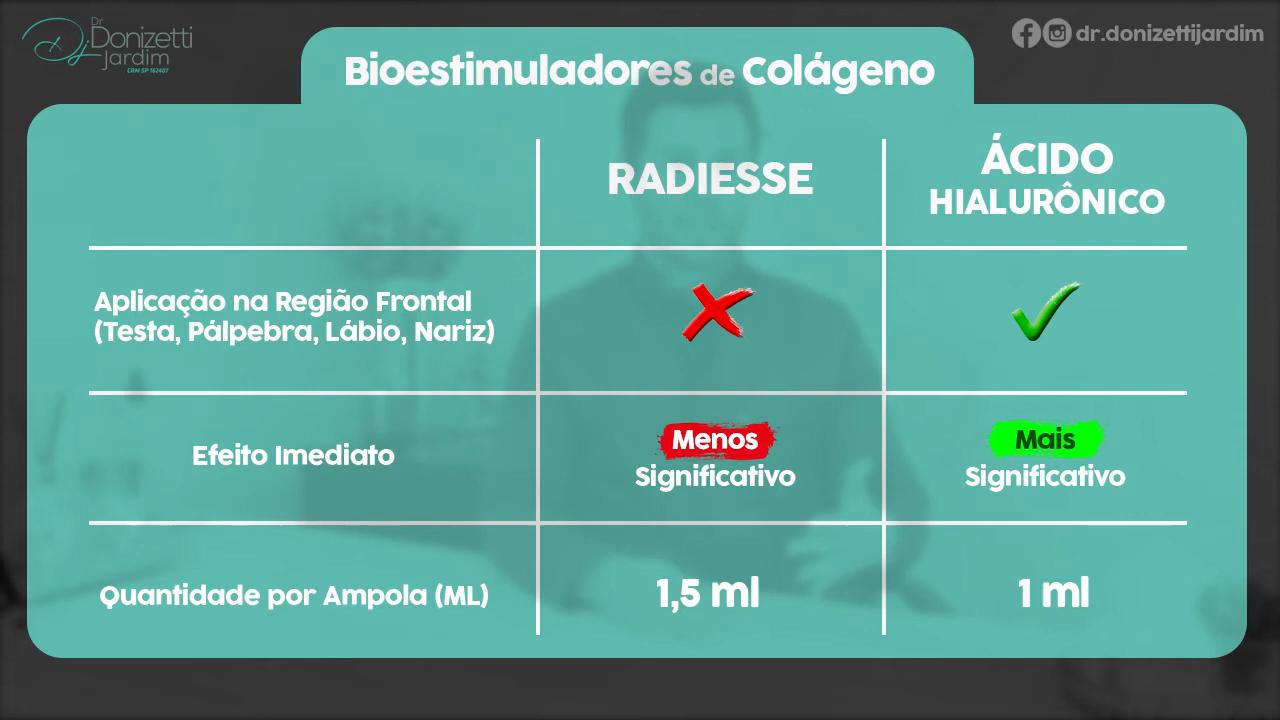 Dr
Donizetti
Jardim
CRM SP 162407
dr.donizettijardim
Bioestimuladores de Colágeno
RADIESSE
ÁCIDO
HIALURÔNICO
Aplicação na Região Frontal
(Testa, Pálpebra, Lábio, Nariz)
Efeito Imediato
Menos
Significativo
Mais
Significativo
Quantidade por Ampola (ML)
1,5 ml
1 ml